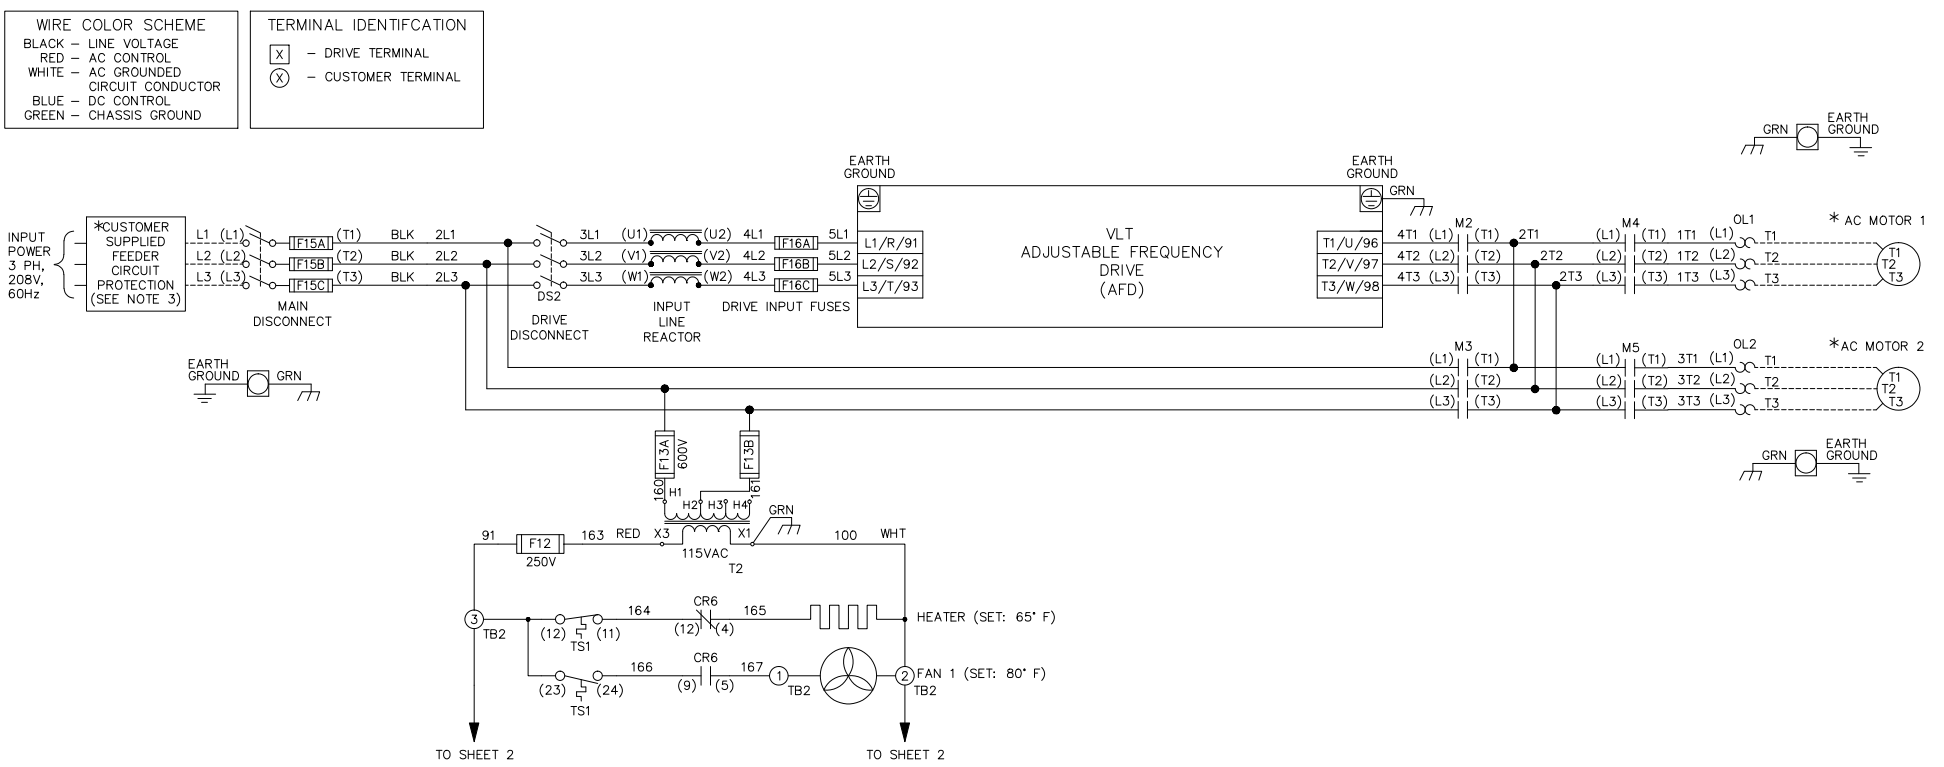 WIRE COLOR SCHEME
BLACK – LINE VOLTAGE
RED – AC CONTROL
WHITE – AC GROUNDED
CIRCUIT CONDUCTOR
BLUE – DC CONTROL
GREEN – CHASSIS GROUND
TERMINAL IDENTIFCATION
X – DRIVE TERMINAL
X – CUSTOMER TERMINAL
GRN EARTH
GROUND
INPUT
POWER
3 PH,
208V,
60Hz
*CUSTOMER
SUPPLIED
FEEDER
CIRCUIT
PROTECTION
(SEE NOTE 3)
L1 (L1) F15A (T1) BLK 2L1
L2 (L2) F15B (T2) BLK 2L2
L3 (L3) F15C (T3) BLK 2L3
MAIN
DISCONNECT
DS2
DRIVE
DISCONNECT
3L1 (U1) (U2) 4L1 F16A 5L1
3L2 (V1) (V2) 4L2 F16B 5L2
3L3 (W1) (W2) 4L3 F16C 5L3
INPUT
LINE
REACTOR
DRIVE INPUT FUSES
EARTH
GROUND
L1/R/91
L2/S/92
L3/T/93
VLT
ADJUSTABLE FREQUENCY
DRIVE
(AFD)
EARTH
GROUND
GRN
T1/U/96
T2/V/97
T3/W/98
M2 M4 OL1 * AC MOTOR 1
4T1 (L1) (T1) 2T1 (L1) (T1) 1T1 (L1) T1
4T2 (L2) (T2) 2T2 (L2) (T2) 1T2 (L2) T2
4T3 (L3) (T3) 2T3 (L3) (T3) 1T3 (L3) T3
T1
T2
T3
M3 M5 OL2 *AC MOTOR 2
(L1) (T1) (L1) (T1) 3T1 (L1) T1
(L2) (T2) (L2) (T2) 3T2 (L2) T2
(L3) (T3) (L3) (T3) 3T3 (L3) T3
T1
T2
T3
EARTH
GROUND GRN
GRN EARTH
GROUND
F13A
600V
F13B
160
161
H1
H2 H3 H4
GRN
91 F12 163 RED X3 X1 100 WHT
250V
115VAC
T2
3
TB2
(12) (11)
TS1
164
CR6
(12) (4)
165
HEATER (SET: 65° F)
(23) (24)
TS1
166
CR6
(9) (5)
167
1
TB2
2
TB2
FAN 1 (SET: 80° F)
TO SHEET 2
TO SHEET 2